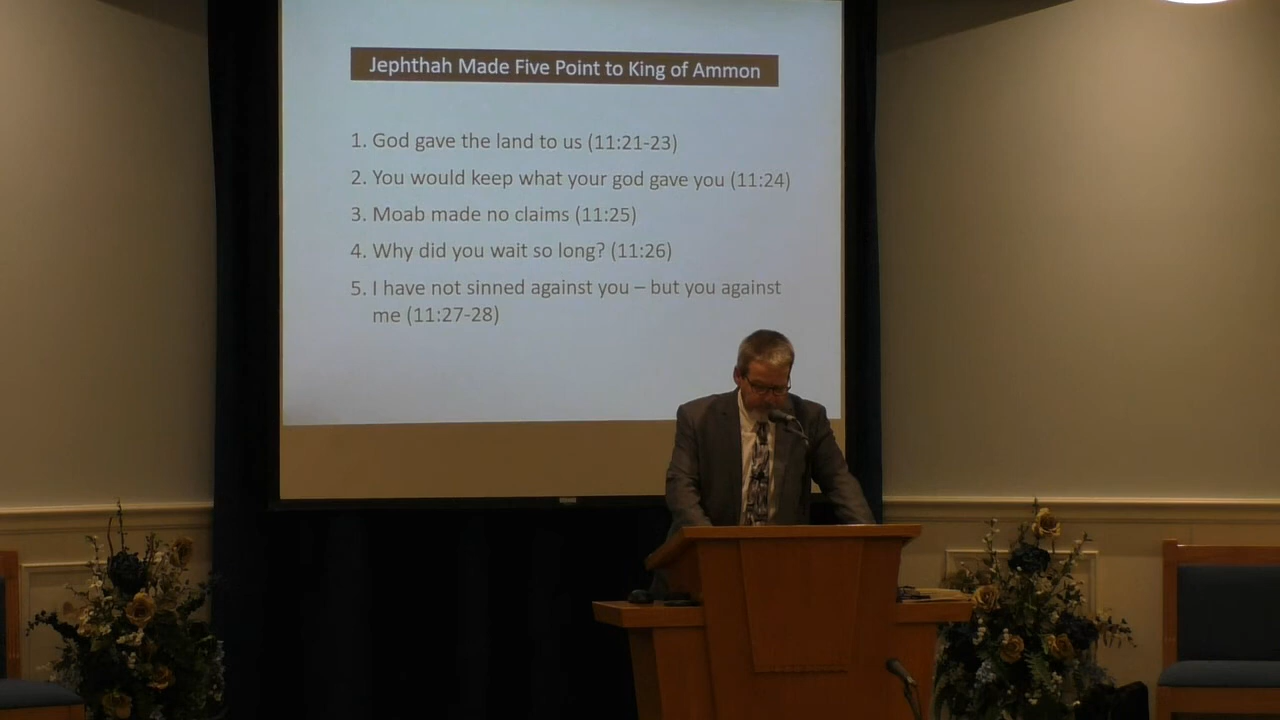 Jephthah Made Five Point to King of Ammon
1. God gave the land to us (11:21-23)
2. You would keep what your god gave you (11:24)
3. Moab made no claims (11:25)
4. Why did you wait so long? (11:26)
5. I have not sinned against you – but you against
me (11:27-28)